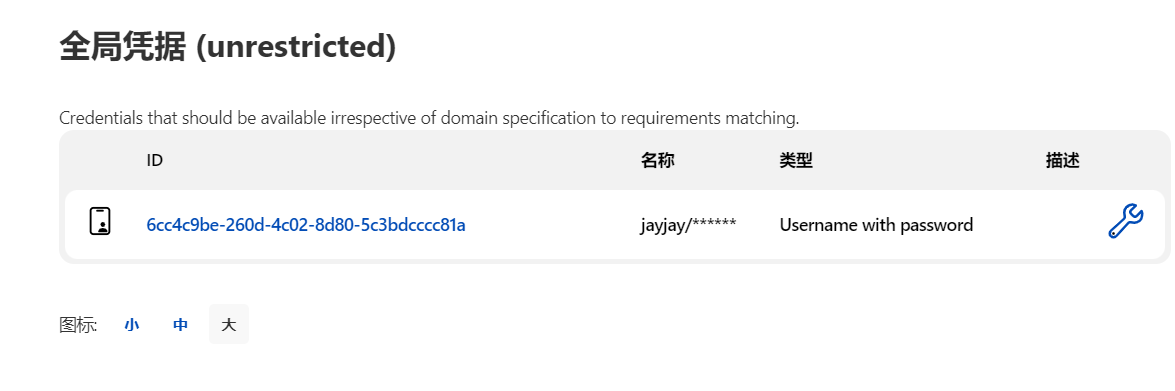 全局凭据 (unrestricted)
Credentials that should be available irrespective of domain specification to requirements matching.
ID 名称 类型 描述
6cc4c9be-260d-4c02-8d80-5c3bdcccc81a jayjay/****** Username with password
图标: 小 中 大